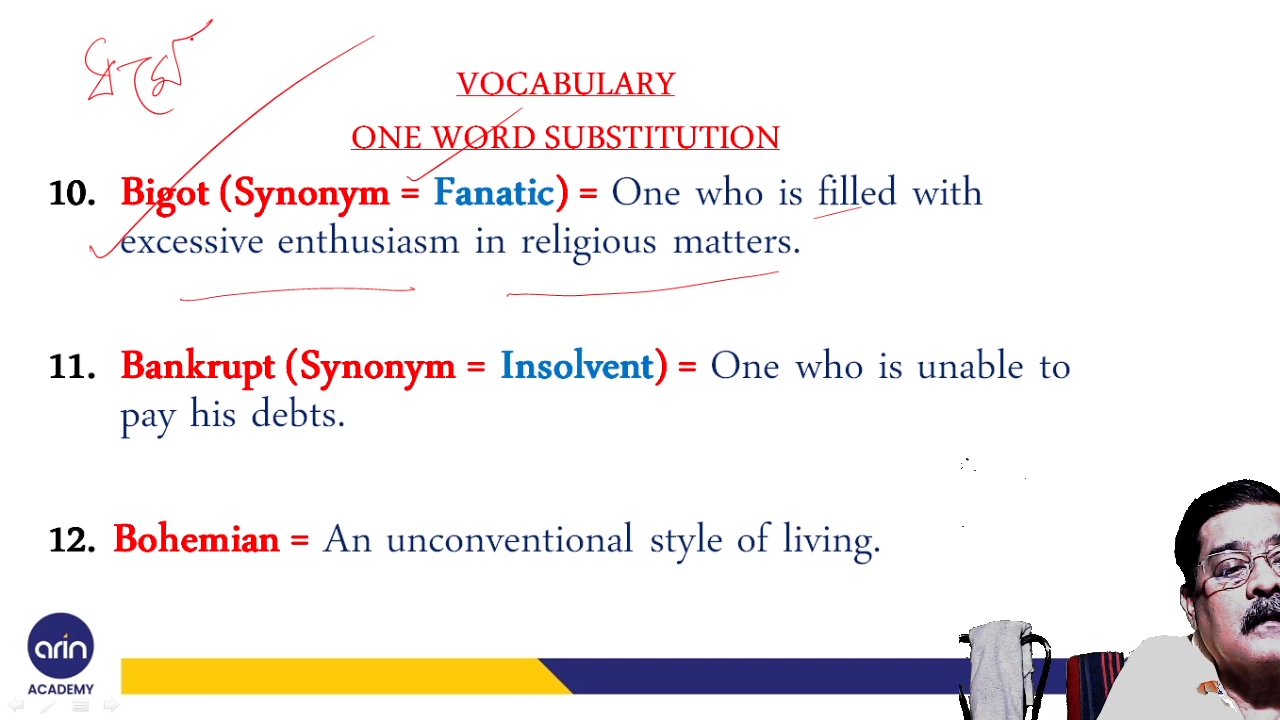 VOCABULARY
ONE WORD SUBSTITUTION
10. Bigot (Synonym = Fanatic) = One who is filled with
excessive enthusiasm in religious matters.
11. Bankrupt (Synonym = Insolvent) = One who is unable to
pay his debts.
12. Bohemian = An unconventional style of living.
arin
ACADEMY